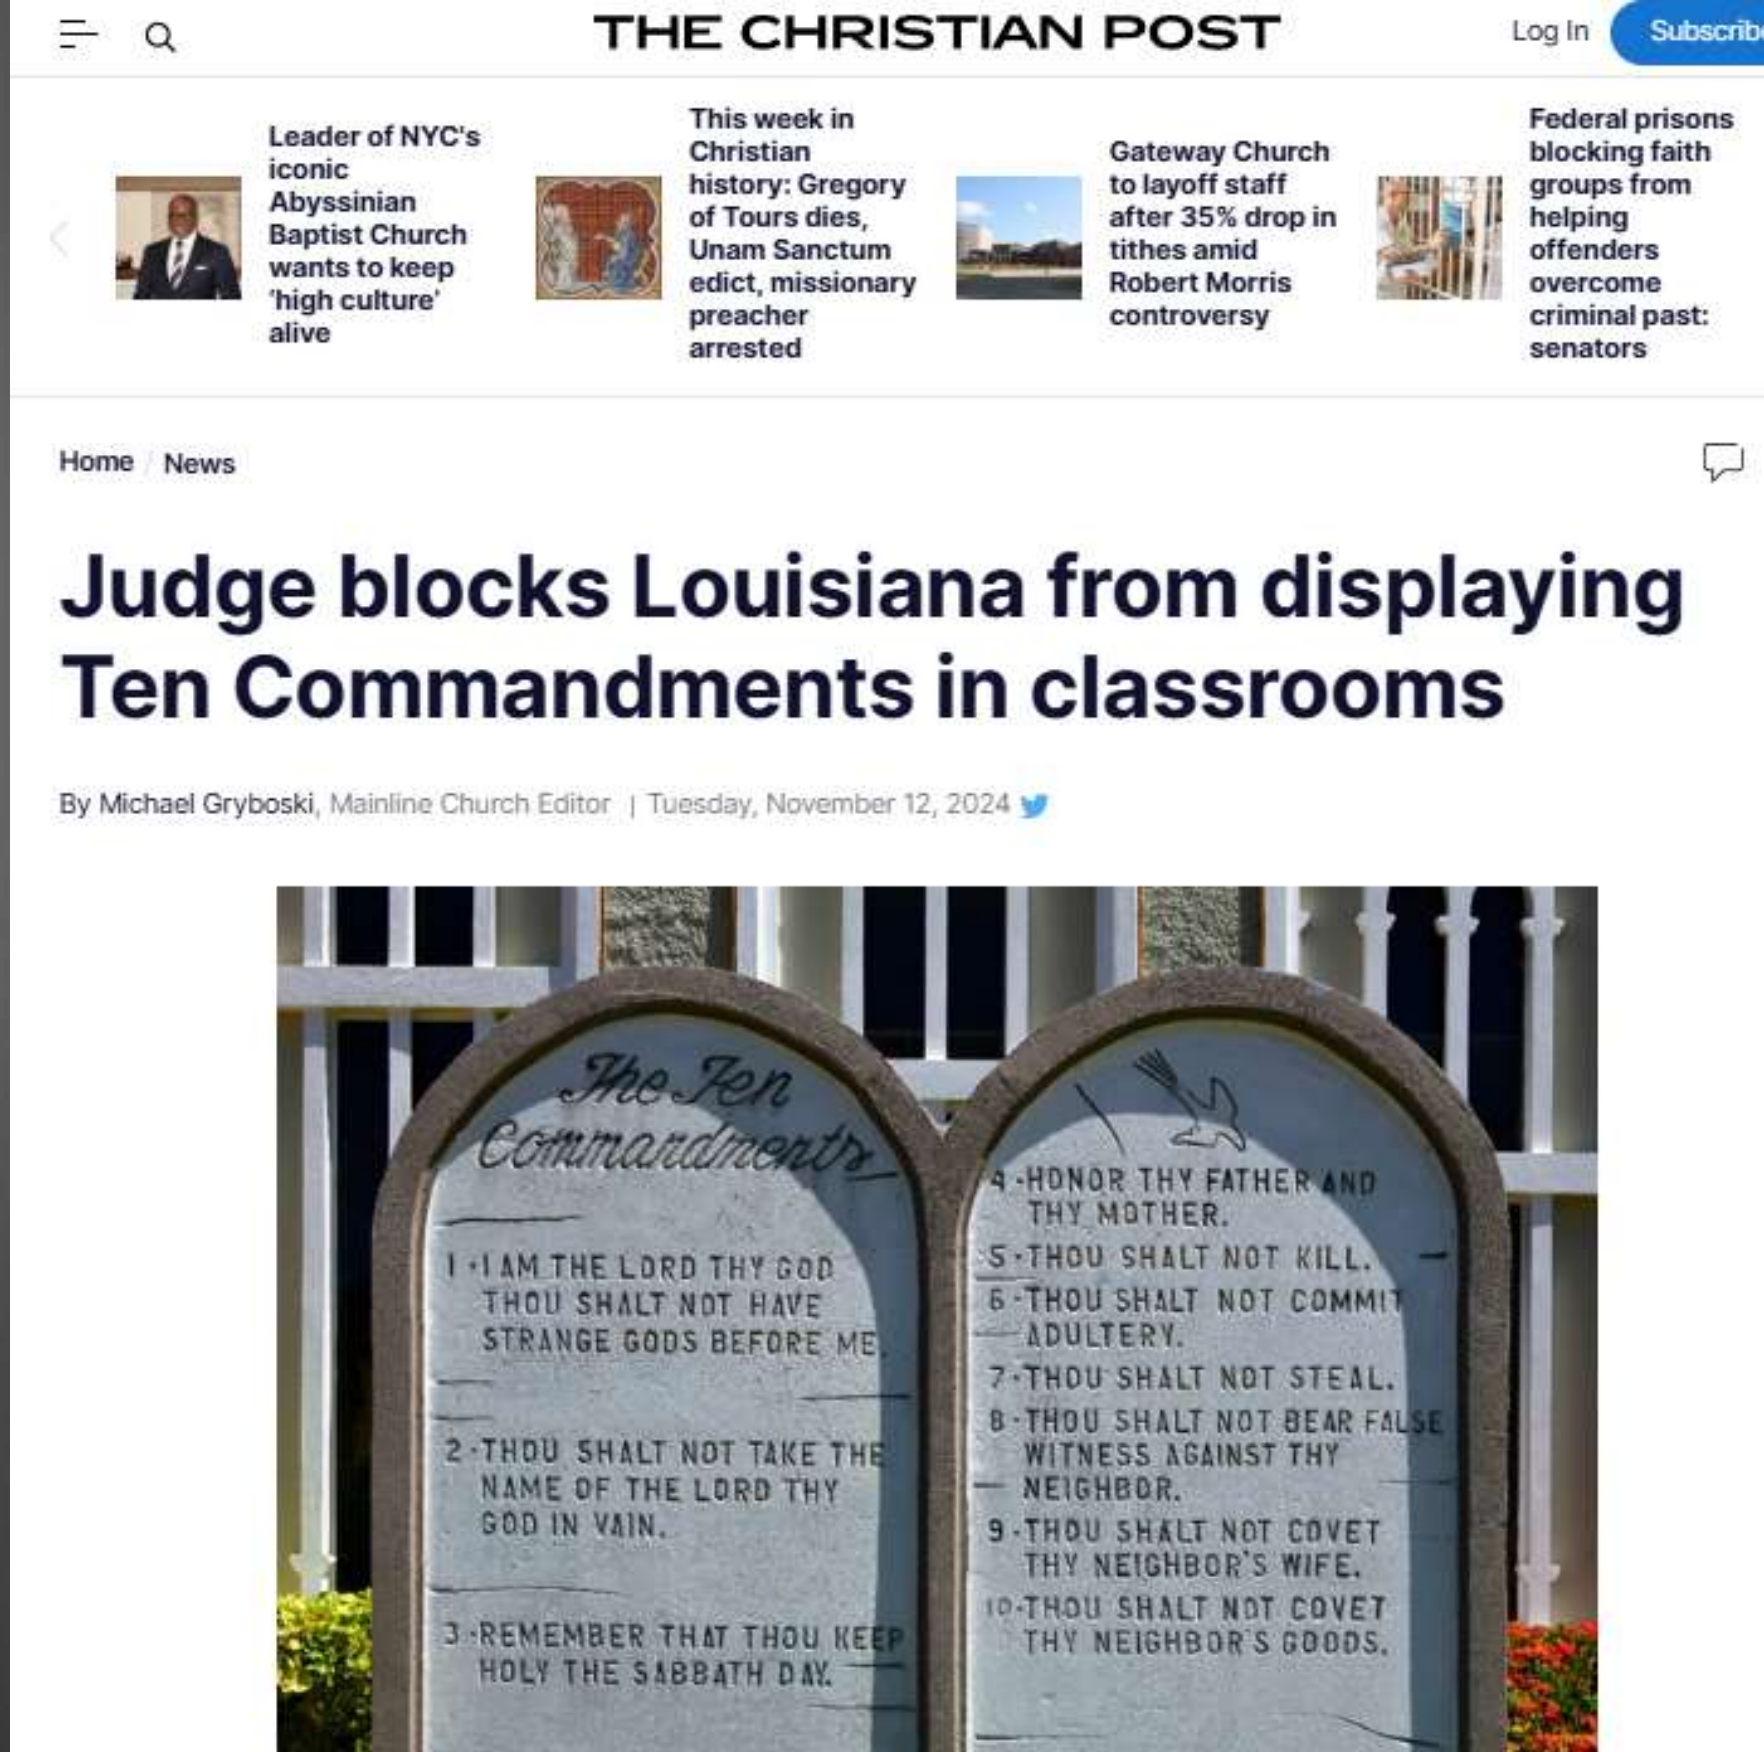 THE CHRISTIAN POST
Log In
Subscribe
Leader of NYC's
iconic
Abyssinian
Baptist Church
wants to keep
'high culture'
alive
This week in
Christian
history: Gregory
of Tours dies,
Unam Sanctum
edict, missionary
preacher
arrested
Gateway Church
to layoff staff
after 35% drop in
tithes amid
Robert Morris
controversy
Federal prisons
blocking faith
groups from
helping
offenders
overcome
criminal past:
senators
Home / News
Judge blocks Louisiana from displaying
Ten Commandments in classrooms
By Michael Gryboski, Mainline Church Editor | Tuesday, November 12, 2024
The Ten
Commandments
1 - I AM THE LORD THY GOD
THOU SHALT NOT HAVE
STRANGE GODS BEFORE ME.
2 - THOU SHALT NOT TAKE THE
NAME OF THE LORD THY
GOD IN VAIN.
3 - REMEMBER THAT THOU KEEP
HOLY THE SABBATH DAY.
4 - HONOR THY FATHER AND
THY MOTHER.
5 - THOU SHALT NOT KILL.
6 - THOU SHALT NOT COMMIT
ADULTERY.
7 - THOU SHALT NOT STEAL.
8 - THOU SHALT NOT BEAR FALSE
WITNESS AGAINST THY
NEIGHBOR.
9 - THOU SHALT NOT COVET
THY NEIGHBOR'S WIFE.
10 - THOU SHALT NOT COVET
THY NEIGHBOR'S GOODS.